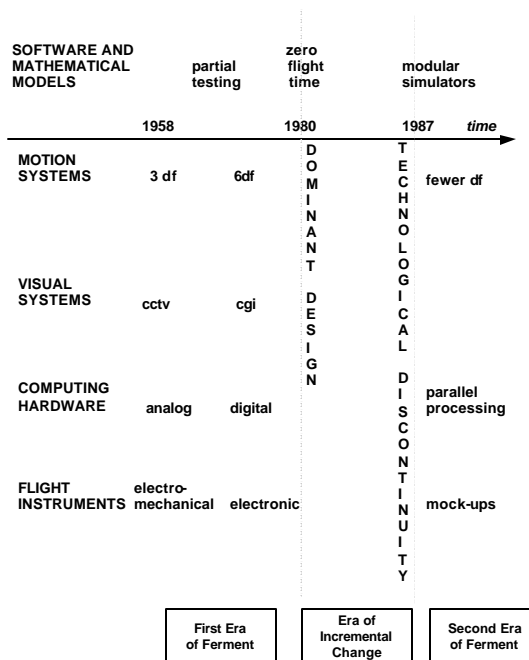 zero
SOFTWARE AND
MATHEMATICAL partial flight modular
MODELS testing time simulators
1958 1980 1987 time
MOTION
SYSTEMS 3 df 6df fewer df
VISUAL
SYSTEMS cctv cgi
COMPUTING parallel
HARDWARE analog digital processing
FLIGHT electro-
INSTRUMENTS mechanical electronic mock-ups
DOMINANT DESIGN
TECHNOLOGICAL DISCONTINUITY
First Era
of Ferment
Era of
Incremental
Change
Second Era
of Ferment